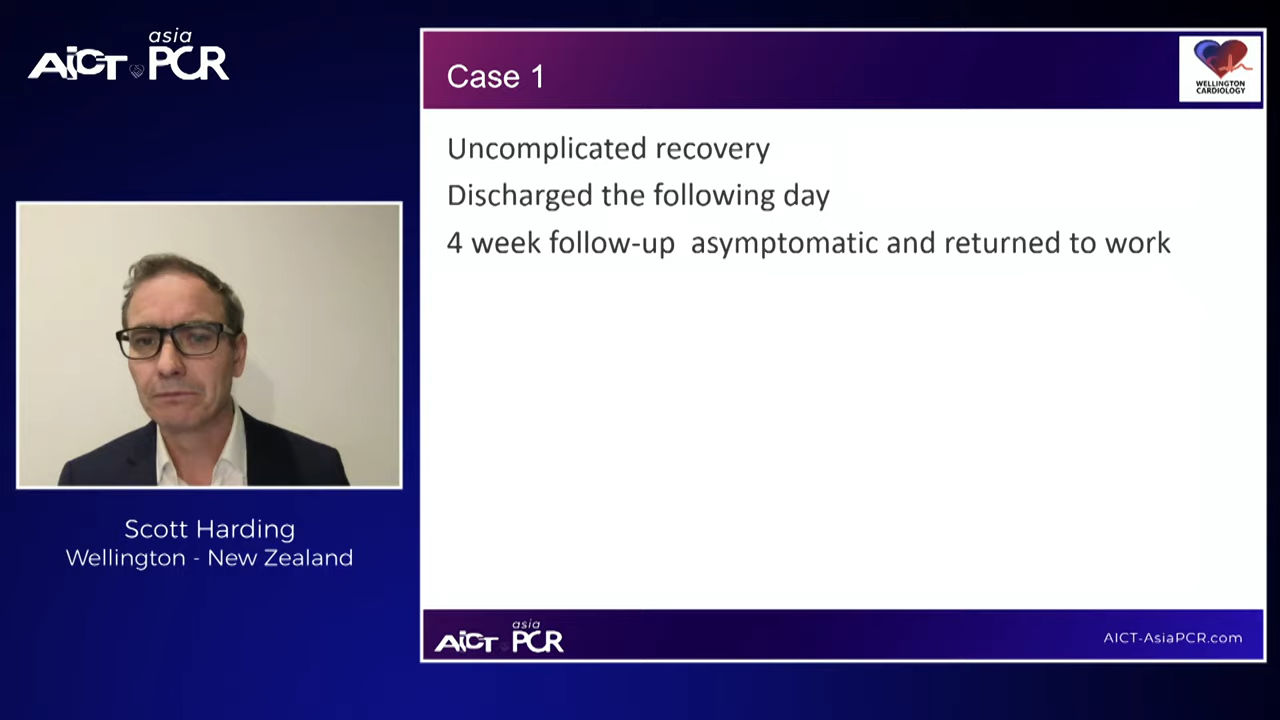 asia
AICT PCR
Case 1
WELLINGTON
CARDIOLOGY
Uncomplicated recovery
Discharged the following day
4 week follow-up  asymptomatic and returned to work
Scott Harding
Wellington - New Zealand
asia
AICT PCR
AICT-AsiaPCR.com